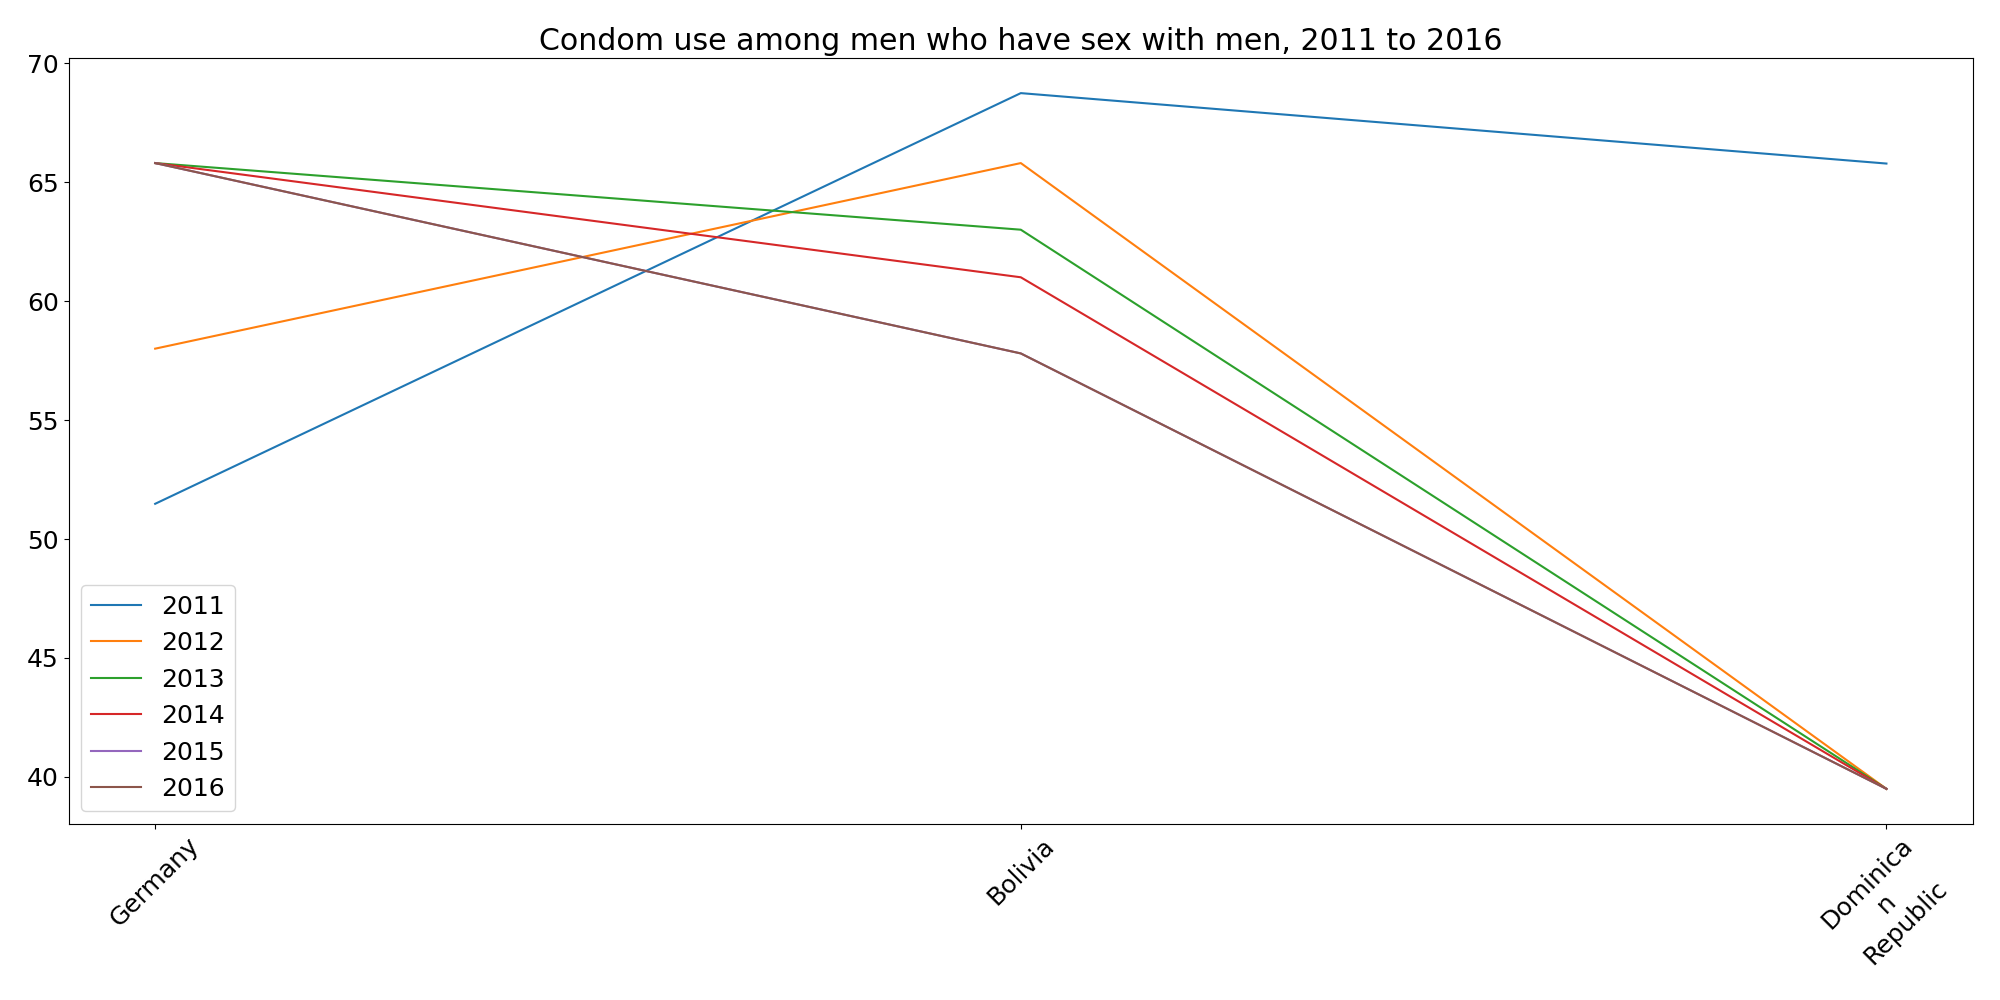 Condom use among men who have sex with men, 2011 to 2016
70
65
60
55
50
45
40
2011
2012
2013
2014
2015
2016
Germany
Bolivia
Dominica
n
Republic